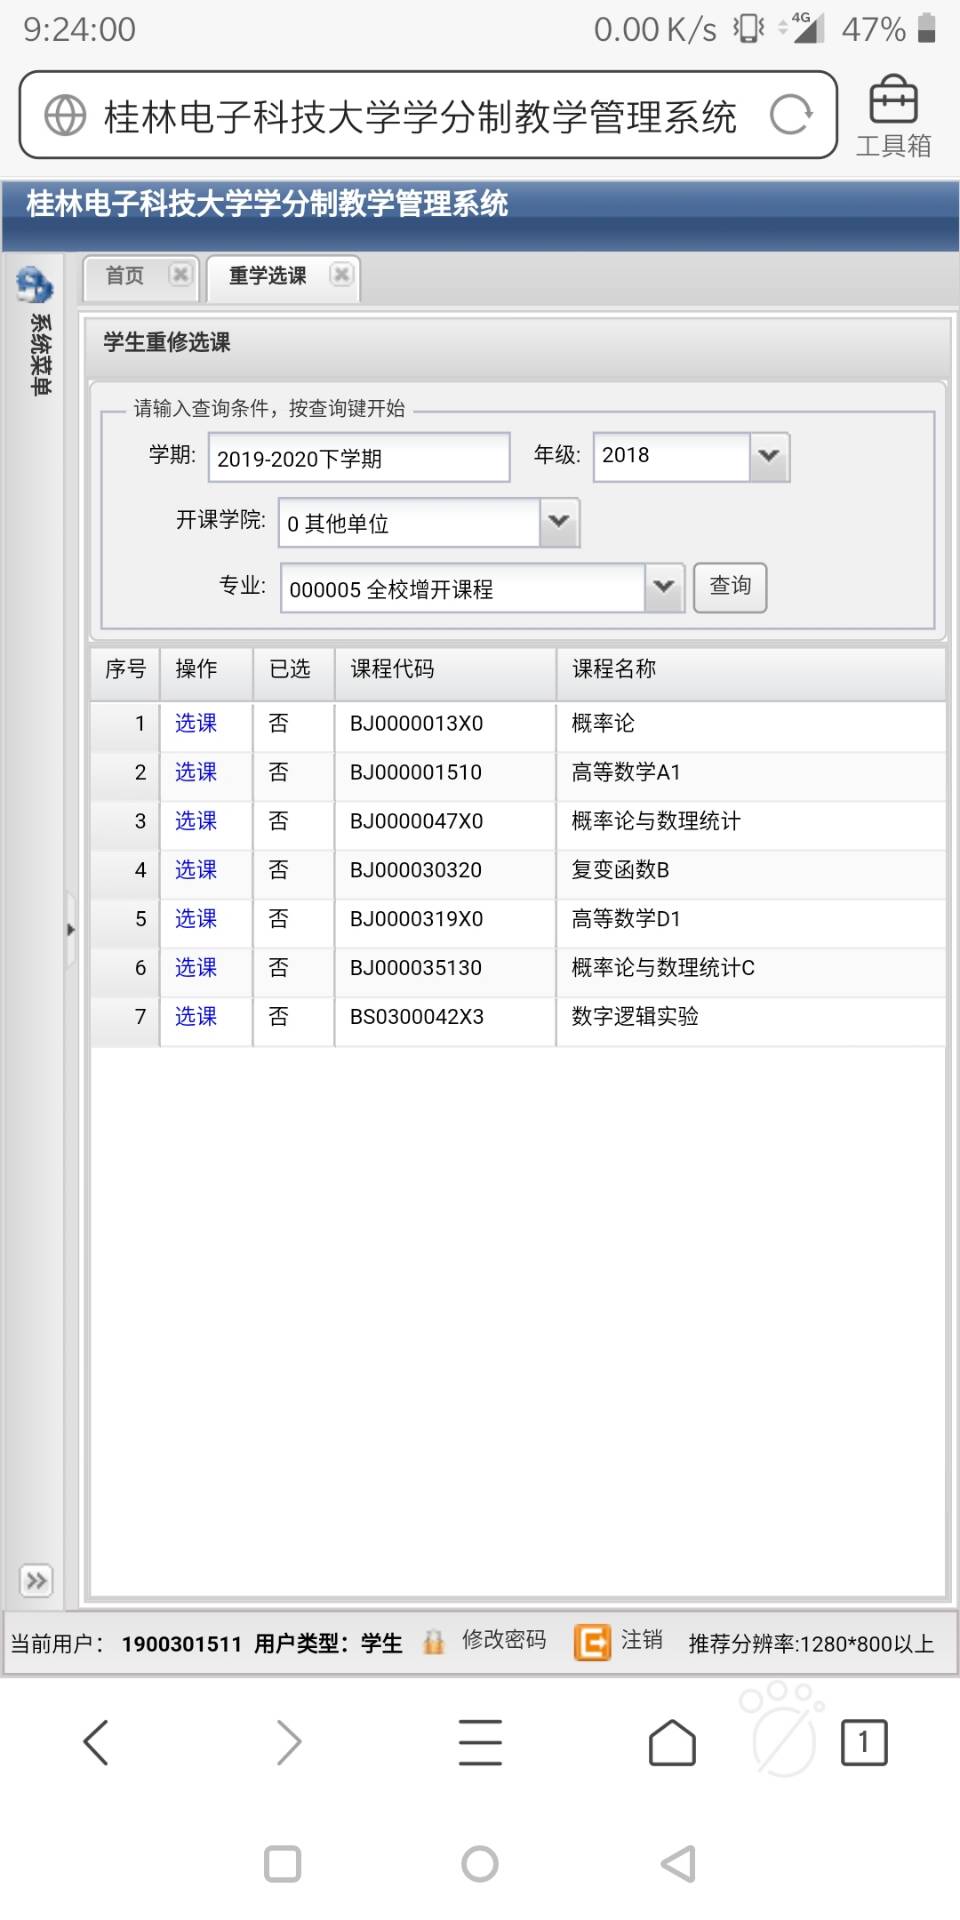 9:24:00 0.00 K/s 4G 47%
桂林电子科技大学学分制教学管理系统
工具箱
桂林电子科技大学学分制教学管理系统
首页 重学选课
系统菜单
学生重修选课
请输入查询条件，按查询键开始
学期: 2019-2020下学期 年级: 2018
开课学院: 0 其他单位
专业: 000005 全校增开课程 查询
序号 操作 已选 课程代码 课程名称
1 选课 否 BJ0000013X0 概率论
2 选课 否 BJ000001510 高等数学A1
3 选课 否 BJ0000047X0 概率论与数理统计
4 选课 否 BJ000030320 复变函数B
5 选课 否 BJ0000319X0 高等数学D1
6 选课 否 BJ000035130 概率论与数理统计C
7 选课 否 BS0300042X3 数字逻辑实验
当前用户： 1900301511 用户类型：学生 修改密码 注销 推荐分辨率:1280*800以上
1